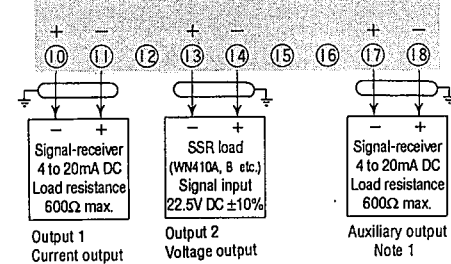 + − + − + −
10 11 12 13 14 15 16 17 18
− +
Signal-receiver
4 to 20mA DC
Load resistance
600Ω max.
Output 1
Current output
− +
SSR load
(WN410A, B etc.)
Signal input
22.5V DC ±10%
Output 2
Voltage output
− +
Signal-receiver
4 to 20mA DC
Load resistance
600Ω max.
Auxiliary output
Note 1